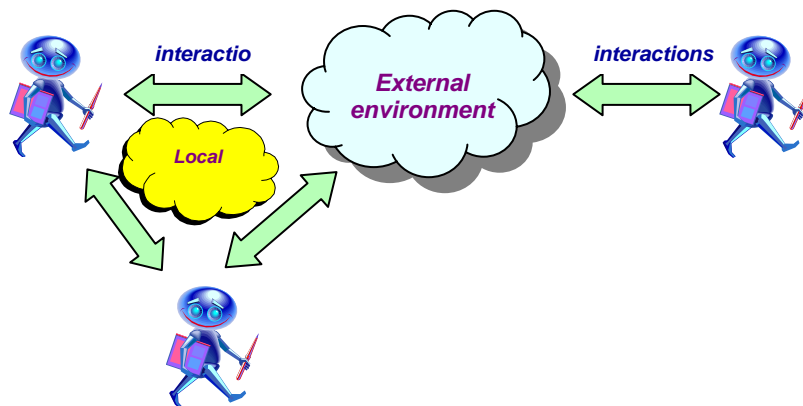 interactio
interactions
External
environment
Local